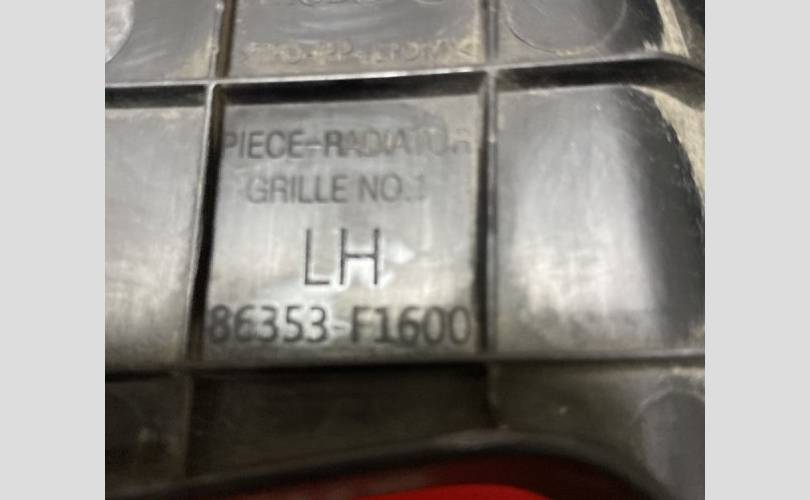 PIECE-RADIATOR
GRILLE NO.1
LH
86353-F1600